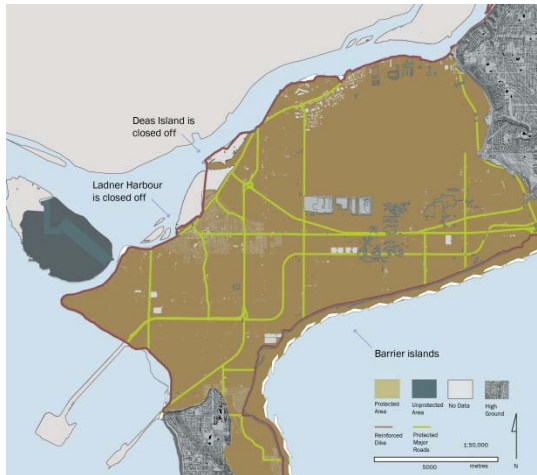 Deas Island is
closed off
Ladner Harbour
is closed off
Barrier islands
Protected
Area
Unprotected
Area
No Data
High
Ground
Reinforced
Dike
Protected
Major
Roads
1:50,000
5000
metres
N